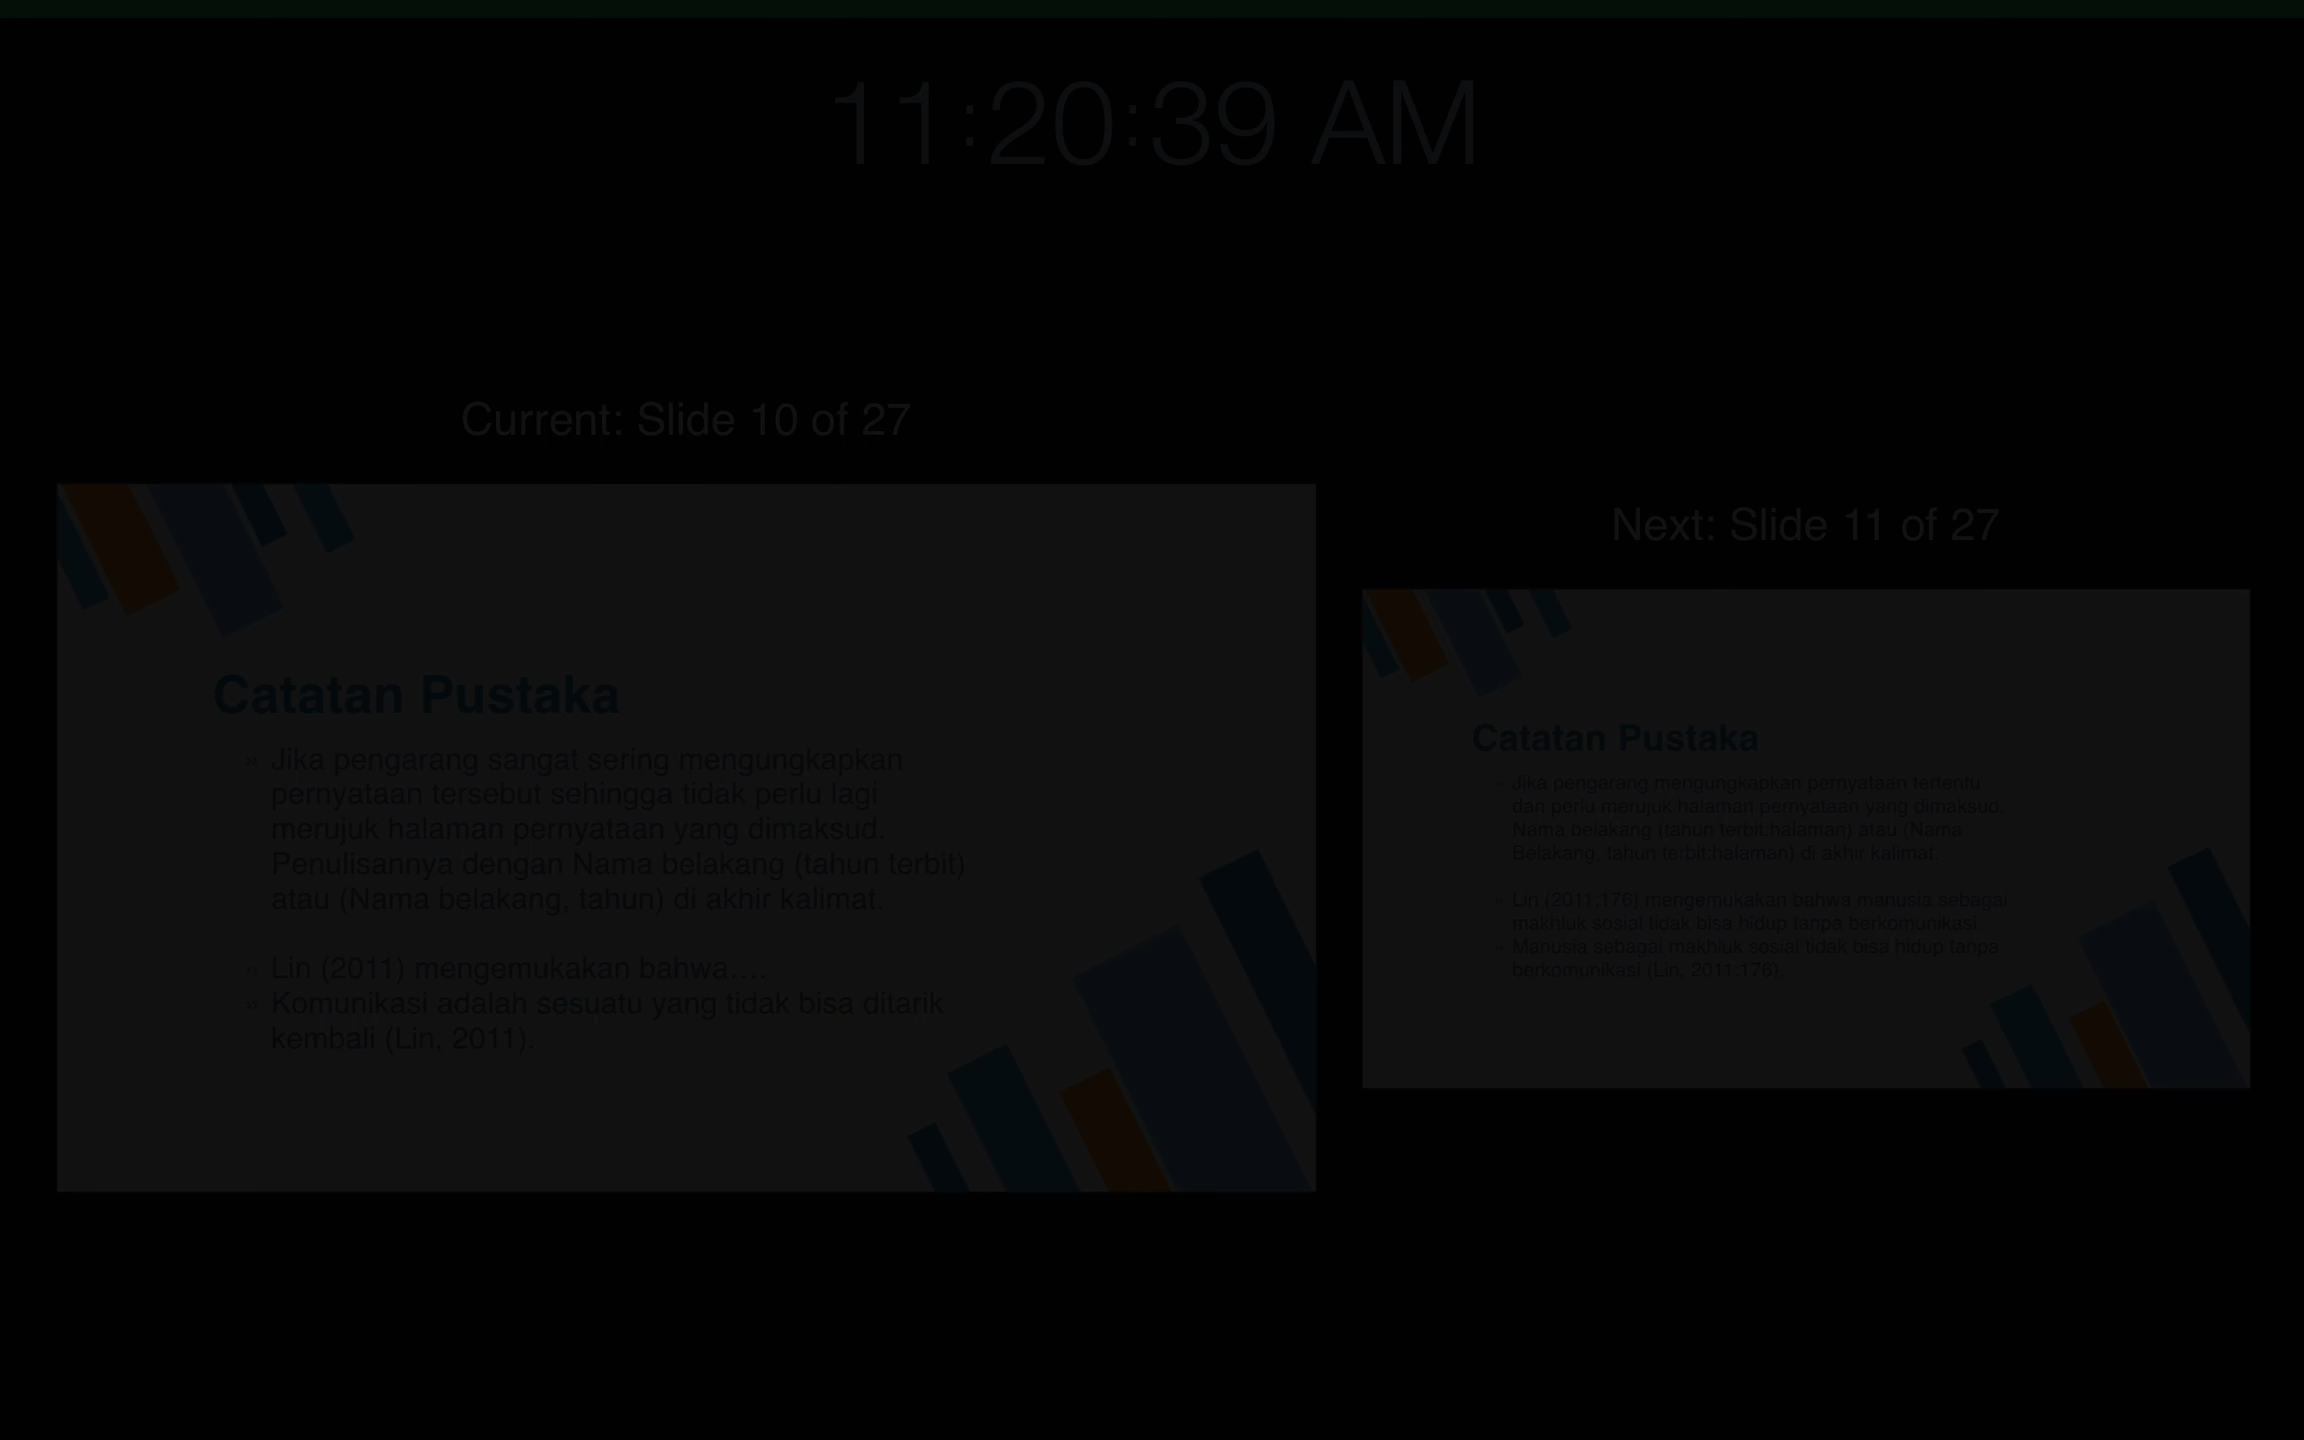 11:20:39 AM
Current: Slide 10 of 27
Catatan Pustaka
» Jika pengarang sangat sering mengungkapkan
pernyataan tersebut sehingga tidak perlu lagi
merujuk halaman pernyataan yang dimaksud.
Penulisannya dengan Nama belakang (tahun terbit)
atau (Nama belakang, tahun) di akhir kalimat.
» Lin (2011) mengemukakan bahwa....
» Komunikasi adalah sesuatu yang tidak bisa ditarik
kembali (Lin, 2011).
Next: Slide 11 of 27
Catatan Pustaka
» Jika pengarang mengungkapkan pernyataan tertentu
dan perlu merujuk halaman pernyataan yang dimaksud.
Nama belakang (tahun terbit:halaman) atau (Nama
Belakang, tahun terbit:halaman) di akhir kalimat.
» Lin (2011:176) mengemukakan bahwa manusia sebagai
makhluk sosial tidak bisa hidup tanpa berkomunikasi.
» Manusia sebagai makhluk sosial tidak bisa hidup tanpa
berkomunikasi (Lin, 2011:176).